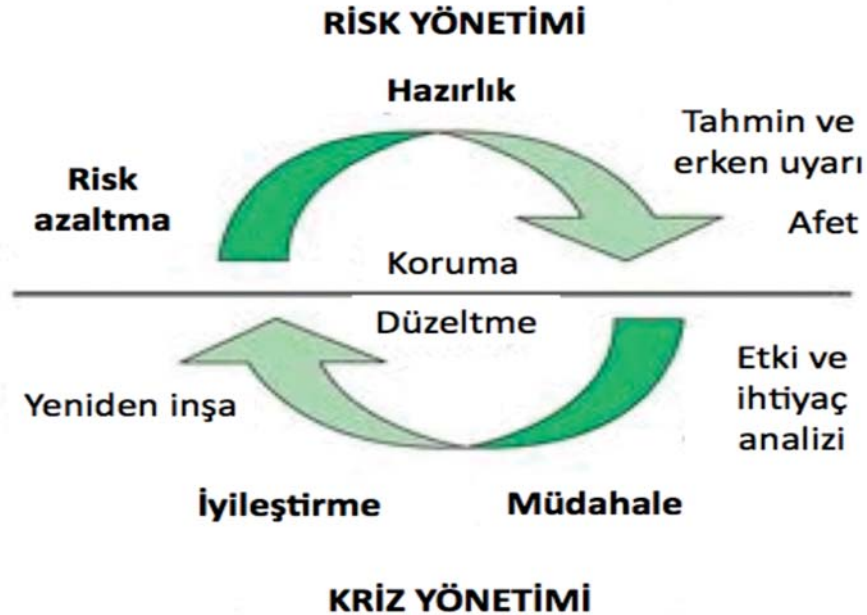 RİSK YÖNETİMİ
Hazırlık
Tahmin ve
erken uyarı
Risk
azaltma
Afet
Koruma
Düzeltme
Etki ve
ihtiyaç
analizi
Yeniden inşa
İyileştirme
Müdahale
KRİZ YÖNETİMİ